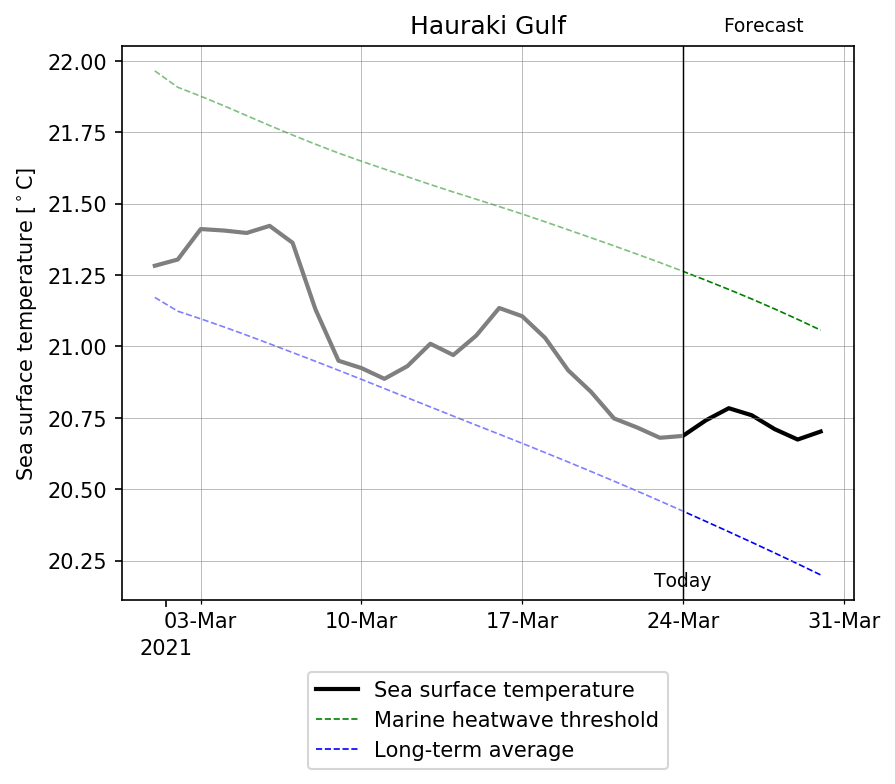 Hauraki Gulf
Forecast
22.00
21.75
21.50
21.25
21.00
20.75
20.50
20.25
Sea surface temperature [°C]
Today
03-Mar
10-Mar
17-Mar
24-Mar
31-Mar
2021
Sea surface temperature
Marine heatwave threshold
Long-term average